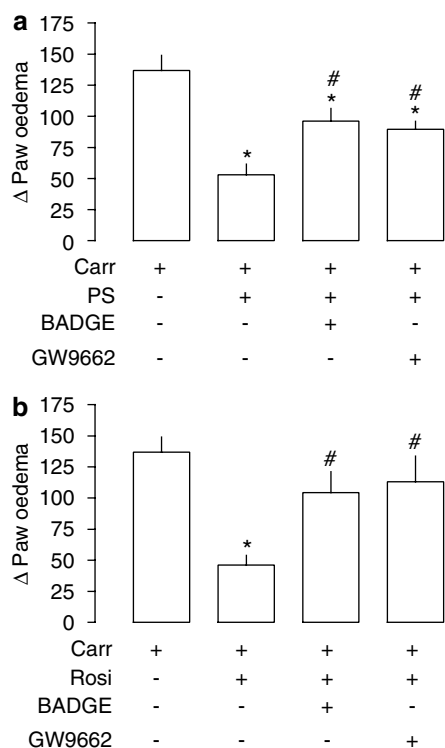 a
Δ Paw oedema
175
150
125
100
75
50
25
0
*
#
*
#
*
Carr + + + +
PS - + + +
BADGE - - + -
GW9662 - - - +
b
Δ Paw oedema
175
150
125
100
75
50
25
0
*
#
#
Carr + + + +
Rosi - + + +
BADGE - - + -
GW9662 - - - +